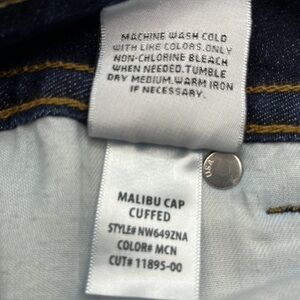 MACHINE WASH COLD
WITH LIKE COLORS.ONLY
NON-CHLORINE BLEACH
WHEN NEEDED.TUMBLE
DRY MEDIUM.WARM IRON
IF NECESSARY.
USA
MALIBU CAP
CUFFED
STYLE# NW649ZNA
COLOR# MCN
CUT# 11895-00